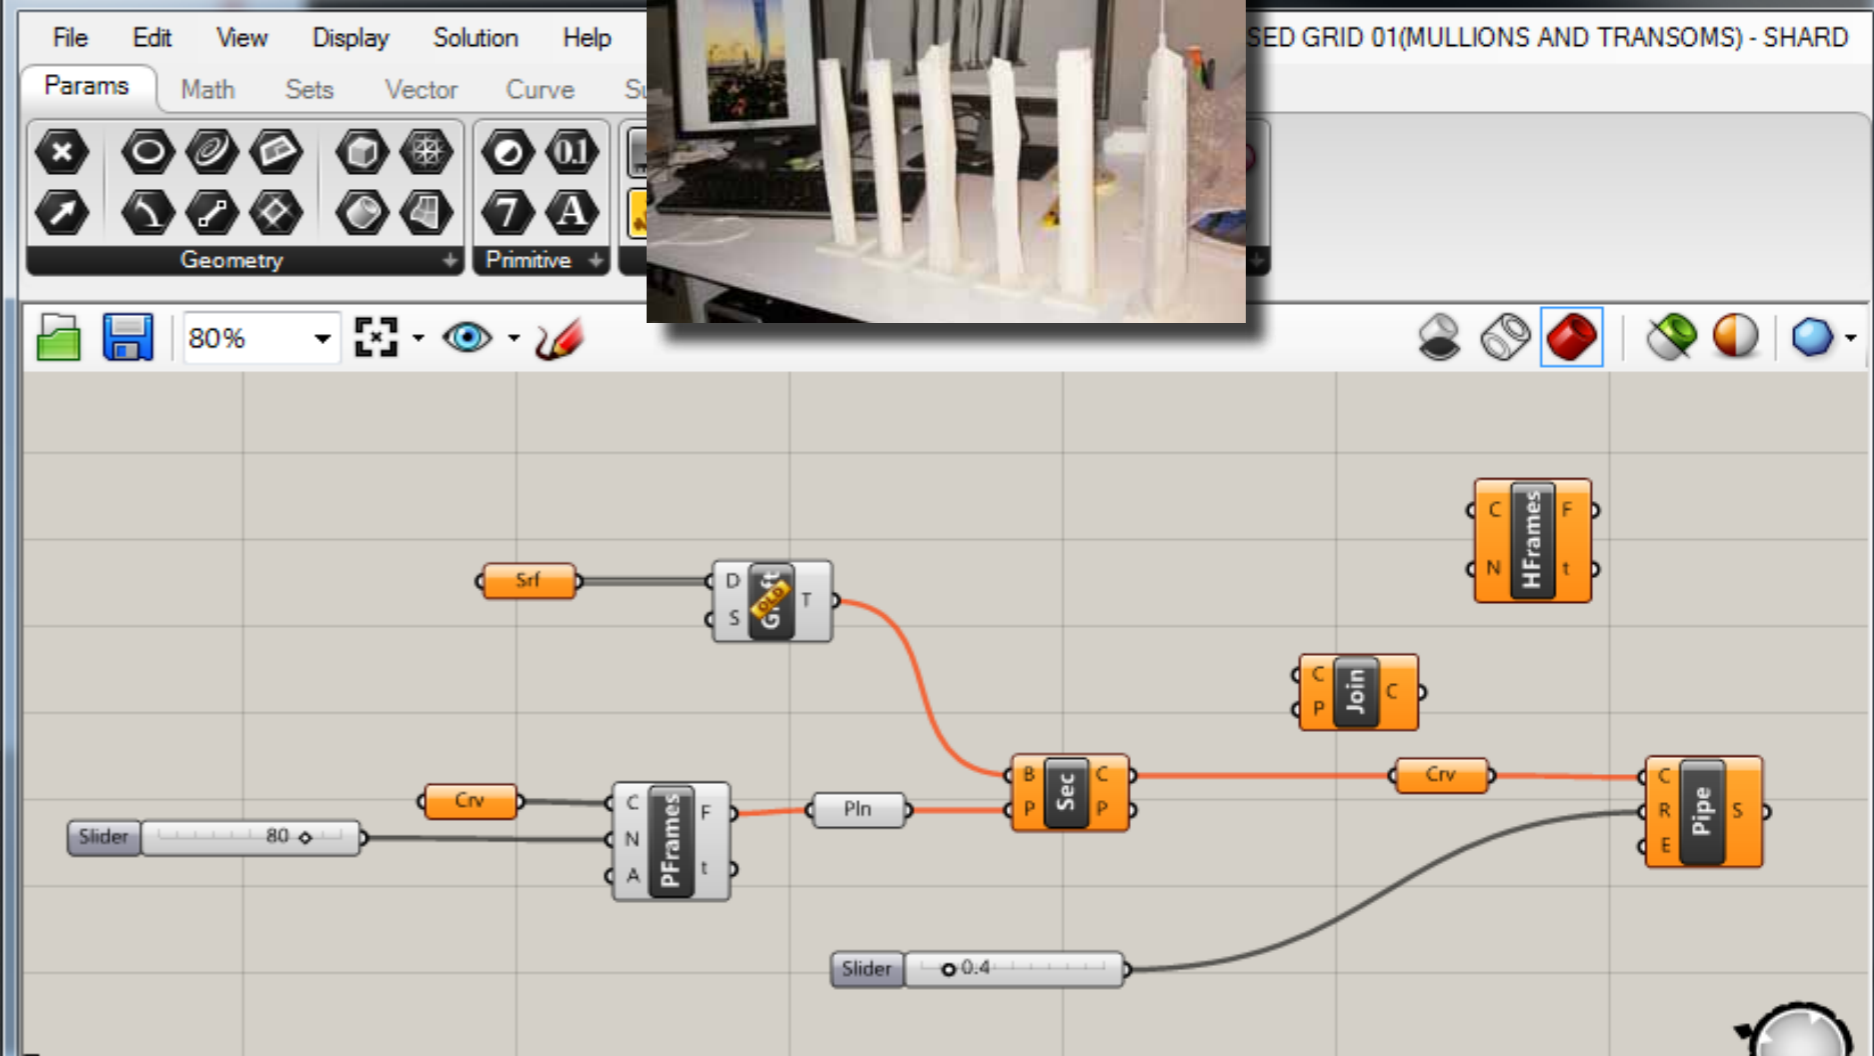 File Edit View Display Solution Help
SED GRID 01(MULLIONS AND TRANSOMS) - SHARD
Params Math Sets Vector Curve Su
0.1
7 A
Geometry
Primitive
80%
C HFrames F
N t
Srf
D T
S
OLD
C Join C
P
B Sec C
P P
Crv
C Pipe S
R
E
Crv
Slider 80
C PFrames F
N
A t
Pln
Slider 0.4